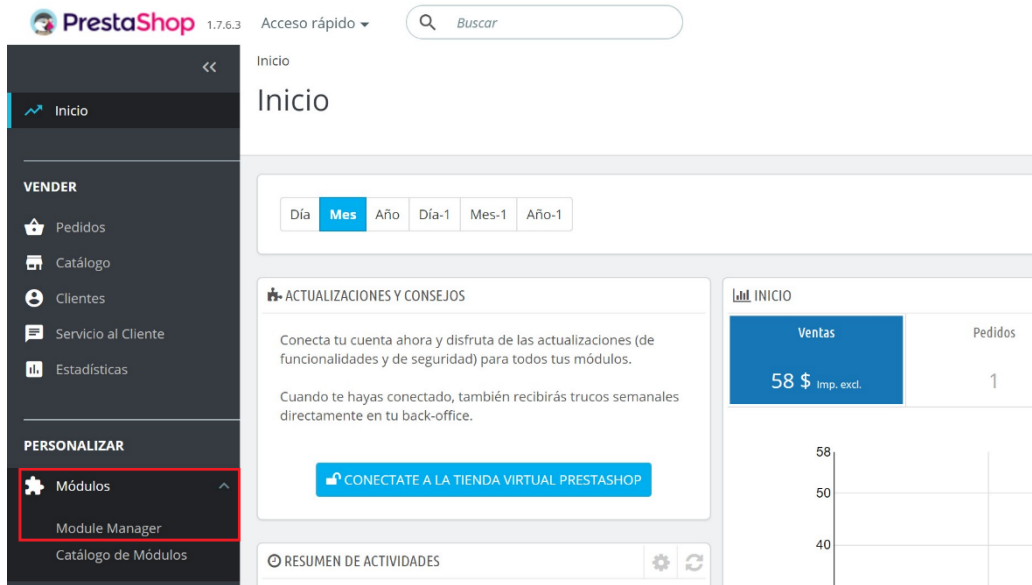 PrestaShop 1.7.6.3 Acceso rápido Buscar
Inicio
Inicio
Inicio
VENDER
Pedidos
Catálogo
Clientes
Servicio al Cliente
Estadísticas
PERSONALIZAR
Módulos
Module Manager
Catálogo de Módulos
Día Mes Año Día-1 Mes-1 Año-1
ACTUALIZACIONES Y CONSEJOS
Conecta tu cuenta ahora y disfruta de las actualizaciones (de
funcionalidades y de seguridad) para todos tus módulos.
Cuando te hayas conectado, también recibirás trucos semanales
directamente en tu back-office.
CONECTATE A LA TIENDA VIRTUAL PRESTASHOP
RESUMEN DE ACTIVIDADES
INICIO
Ventas
58 $ Imp. excl.
Pedidos
1
58
50
40